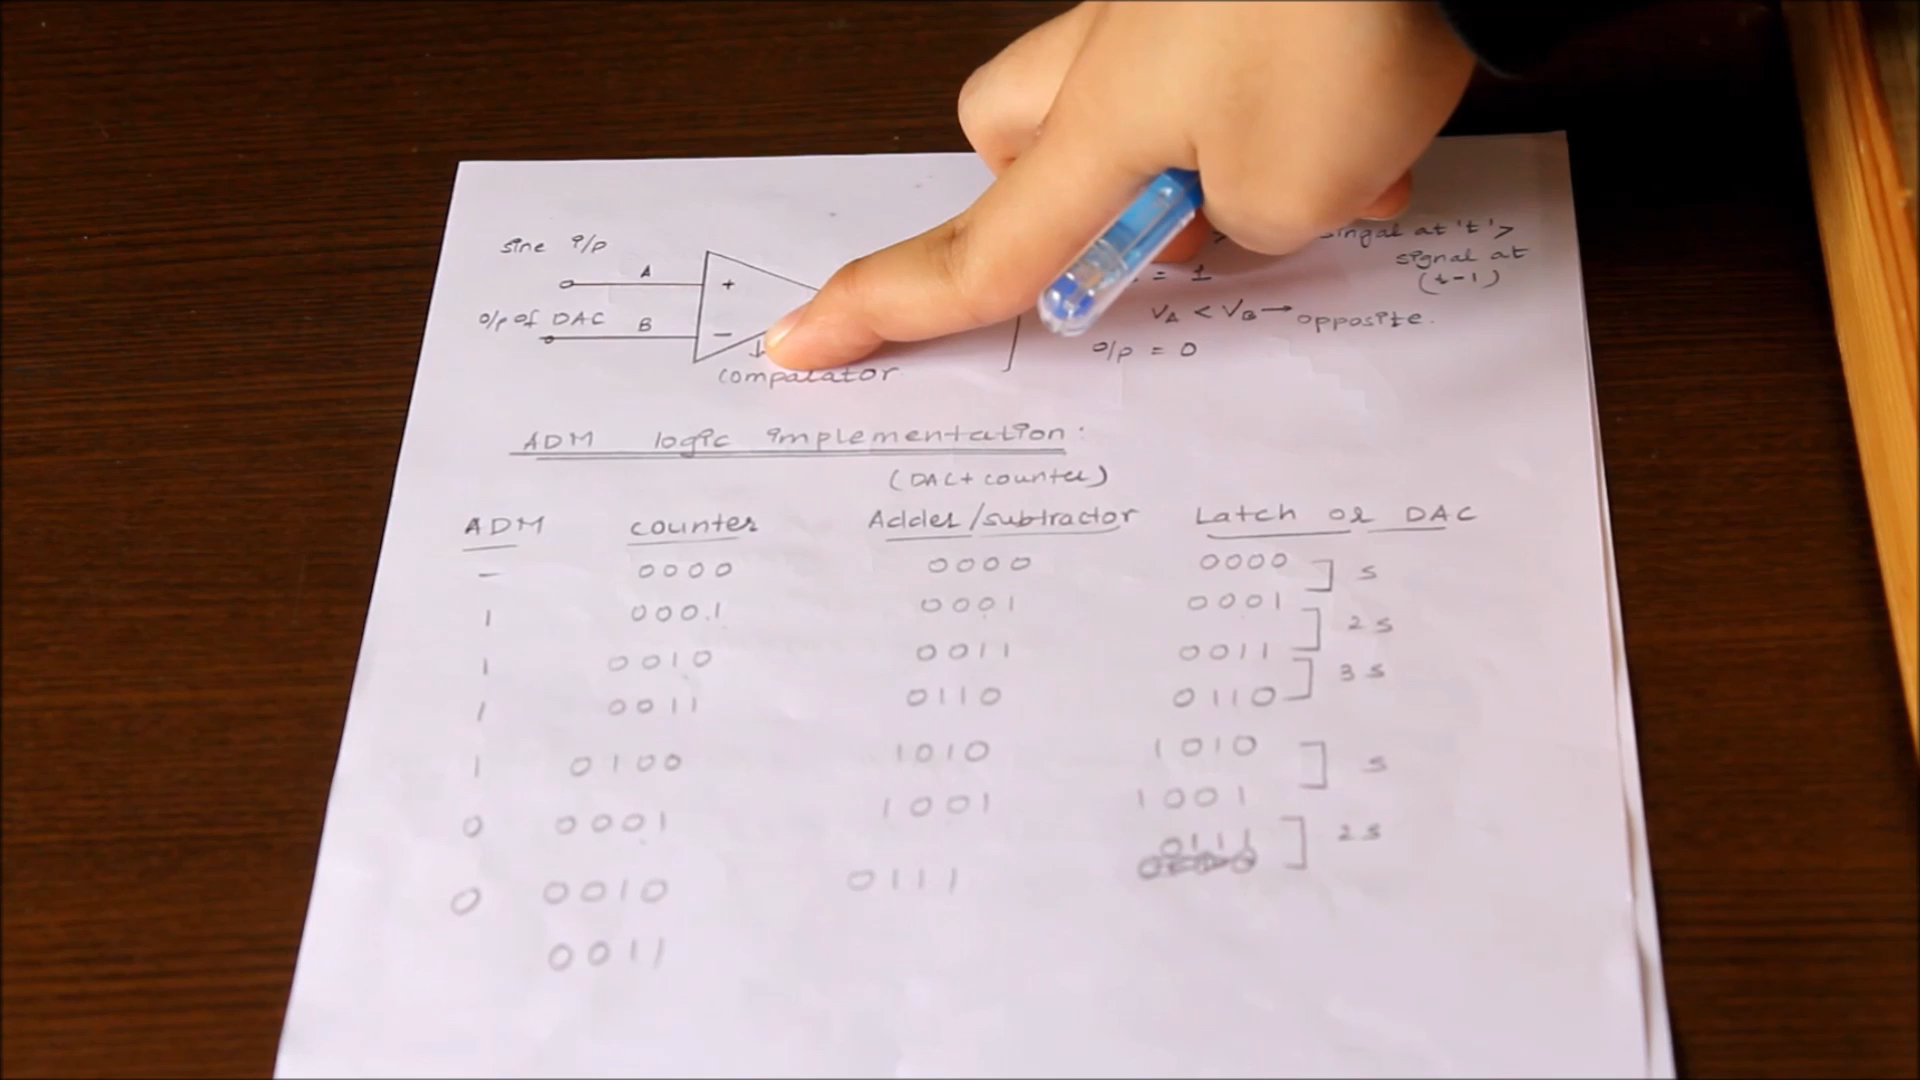 sine i/p
A
+
o/p of DAC B
-
comparator
singal at 't' >
signal at
(t-1)
= 1
VA < VB → opposite.
o/p = 0
ADM logic implementation:
(DAC + counter)
ADM counter Adder/subtractor Latch or DAC
- 0000 0000 0000 ] s
1 0001 0001 0001 ] 2s
1 0010 0011 0011 ] 3s
1 0011 0110 0110
1 0100 1010 1010 ] s
0 0001 1001 1001
0 0010 0111 0111 ] 2s
0011